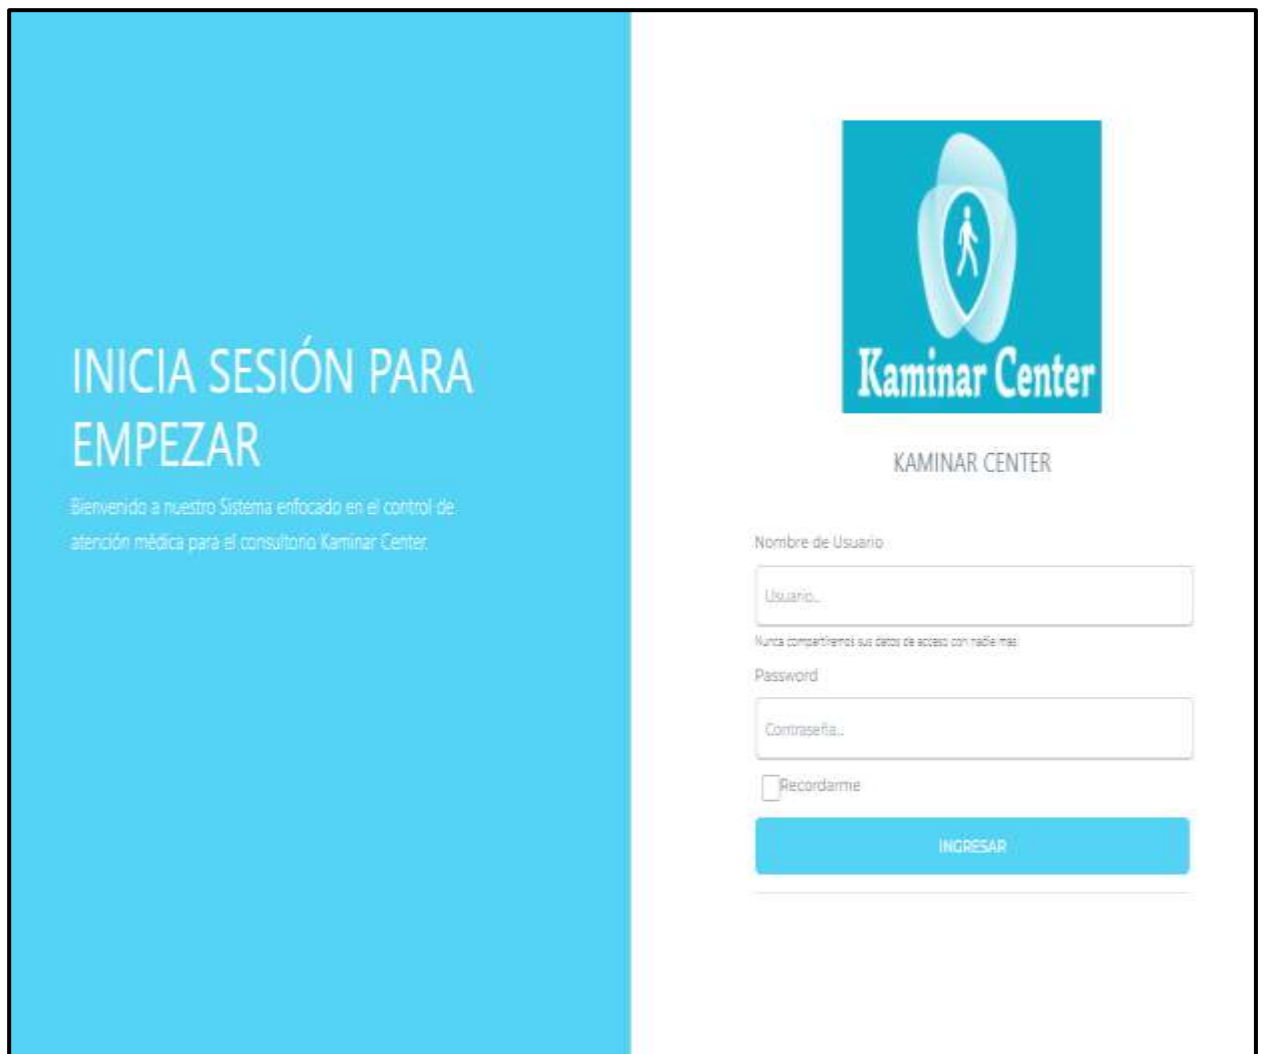 INICIA SESIÓN PARA
EMPEZAR
Bienvenido a nuestro Sistema enfocado en el control de
atención médica para el consultorio Kaminar Center.
Kaminar Center
KAMINAR CENTER
Nombre de Usuario
Usuario...
Nunca compartiremos sus datos de acceso con nadie más.
Password
Contraseña...
Recordarme
INGRESAR